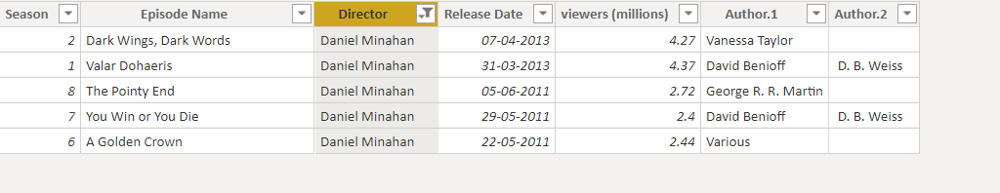 Season Episode Name Director Release Date viewers (millions) Author.1 Author.2
2 Dark Wings, Dark Words Daniel Minahan 07-04-2013 4.27 Vanessa Taylor
1 Valar Dohaeris Daniel Minahan 31-03-2013 4.37 David Benioff D. B. Weiss
8 The Pointy End Daniel Minahan 05-06-2011 2.72 George R. R. Martin
7 You Win or You Die Daniel Minahan 29-05-2011 2.4 David Benioff D. B. Weiss
6 A Golden Crown Daniel Minahan 22-05-2011 2.44 Various